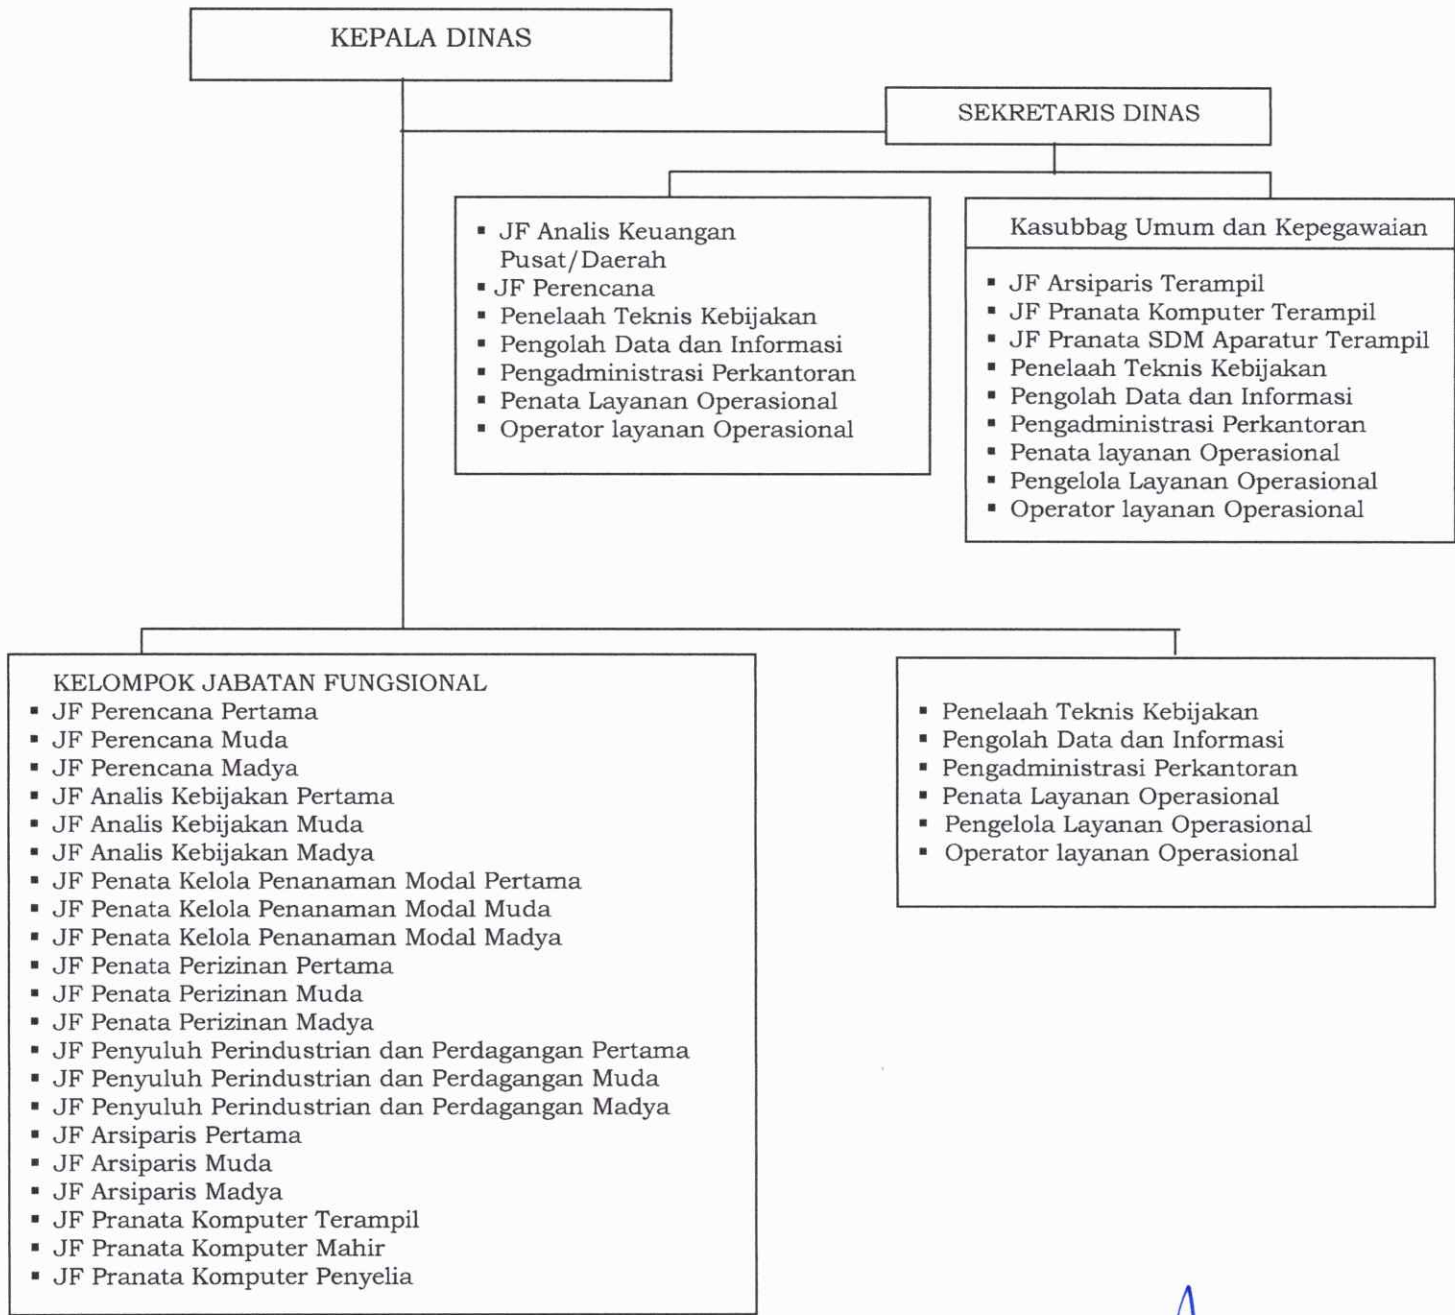 KEPALA DINAS
SEKRETARIS DINAS
▪ JF Analis Keuangan
Pusat/Daerah
▪ JF Perencana
▪ Penelaah Teknis Kebijakan
▪ Pengolah Data dan Informasi
▪ Pengadministrasi Perkantoran
▪ Penata Layanan Operasional
▪ Operator layanan Operasional
Kasubbag Umum dan Kepegawaian
▪ JF Arsiparis Terampil
▪ JF Pranata Komputer Terampil
▪ JF Pranata SDM Aparatur Terampil
▪ Penelaah Teknis Kebijakan
▪ Pengolah Data dan Informasi
▪ Pengadministrasi Perkantoran
▪ Penata layanan Operasional
▪ Pengelola Layanan Operasional
▪ Operator layanan Operasional
KELOMPOK JABATAN FUNGSIONAL
▪ JF Perencana Pertama
▪ JF Perencana Muda
▪ JF Perencana Madya
▪ JF Analis Kebijakan Pertama
▪ JF Analis Kebijakan Muda
▪ JF Analis Kebijakan Madya
▪ JF Penata Kelola Penanaman Modal Pertama
▪ JF Penata Kelola Penanaman Modal Muda
▪ JF Penata Kelola Penanaman Modal Madya
▪ JF Penata Perizinan Pertama
▪ JF Penata Perizinan Muda
▪ JF Penata Perizinan Madya
▪ JF Penyuluh Perindustrian dan Perdagangan Pertama
▪ JF Penyuluh Perindustrian dan Perdagangan Muda
▪ JF Penyuluh Perindustrian dan Perdagangan Madya
▪ JF Arsiparis Pertama
▪ JF Arsiparis Muda
▪ JF Arsiparis Madya
▪ JF Pranata Komputer Terampil
▪ JF Pranata Komputer Mahir
▪ JF Pranata Komputer Penyelia
▪ Penelaah Teknis Kebijakan
▪ Pengolah Data dan Informasi
▪ Pengadministrasi Perkantoran
▪ Penata Layanan Operasional
▪ Pengelola Layanan Operasional
▪ Operator layanan Operasional